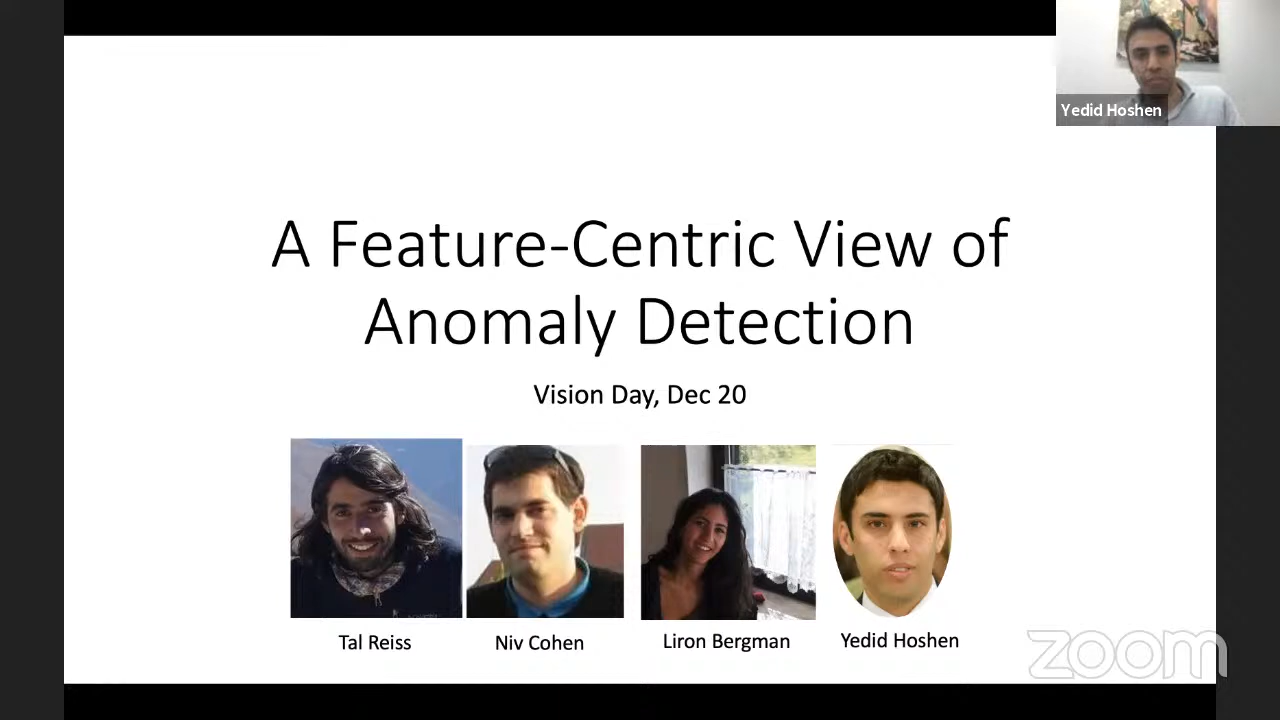 Yedid Hoshen
A Feature-Centric View of
Anomaly Detection
Vision Day, Dec 20
Tal Reiss
Niv Cohen
Liron Bergman
Yedid Hoshen
zoom